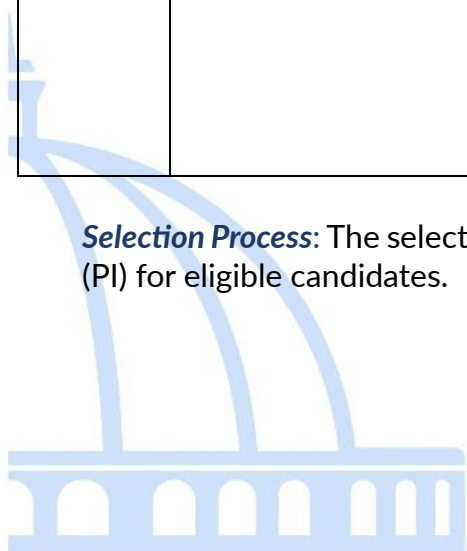 Selection Process: The select
(PI) for eligible candidates.